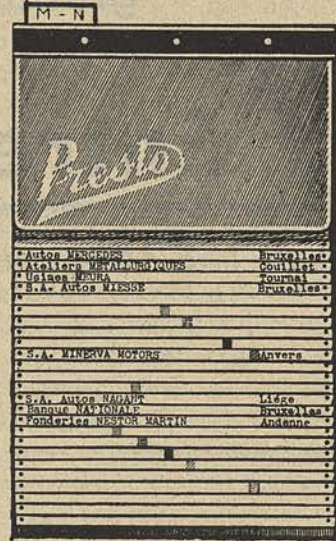 M - N
Presto
Autos MERCEDES Bruxelles
Ateliers METALLURGIQUES Couillet
Usines MEURA Tournai
S.A. Autos MIESSE Bruxelles
S.A. MINERVA MOTORS Anvers
S.A. Autos NAGANT Liége
Banque NATIONALE Bruxelles
Fonderies NESTOR MARTIN Andenne